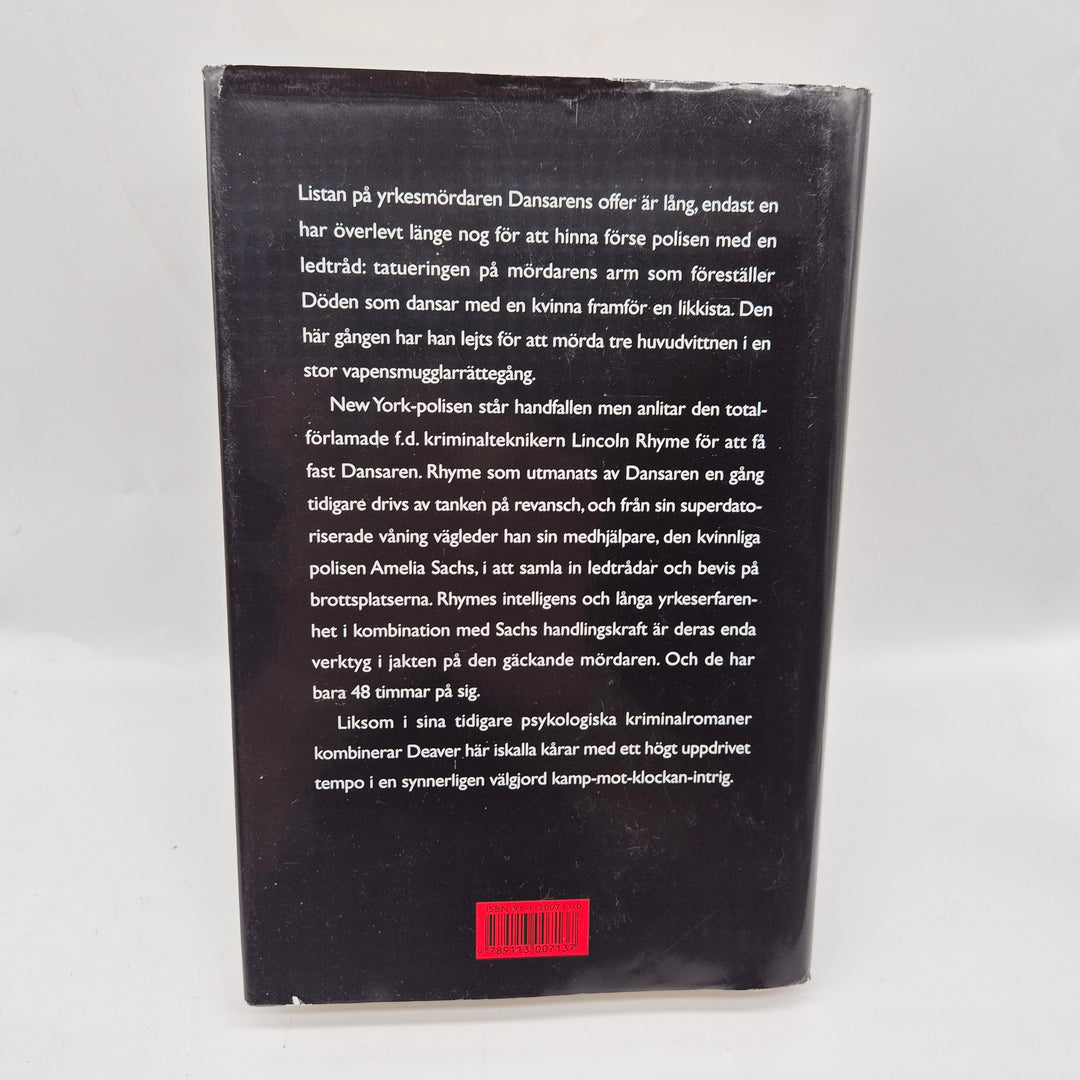 Listan på yrkesmördaren Dansarens offer är lång, endast en
har överlevt länge nog för att hinna förse polisen med en
ledtråd: tatueringen på mördarens arm som föreställer
Döden som dansar med en kvinna framför en likkista. Den
här gången har han lejts för att mörda tre huvudvittnen i en
stor vapensmugglarrättegång.
New York-polisen står handfallen men anlitar den total-
förlamade f.d. kriminalteknikern Lincoln Rhyme för att få
fast Dansaren. Rhyme som utmanats av Dansaren en gång
tidigare drivs av tanken på revansch, och från sin superdato-
riserade våning vägleder han sin medhjälpare, den kvinnliga
polisen Amelia Sachs, i att samla in ledtrådar och bevis på
brottsplatserna. Rhymes intelligens och långa yrkeserfaren-
het i kombination med Sachs handlingskraft är deras enda
verktyg i jakten på den gäckande mördaren. Och de har
bara 48 timmar på sig.
Liksom i sina tidigare psykologiska kriminalromaner
kombinerar Deaver här iskalla kårar med ett högt uppdrivet
tempo i en synnerligen välgjord kamp-mot-klockan-intrig.
ISBN 91-1-300713-0
9 789113 007137